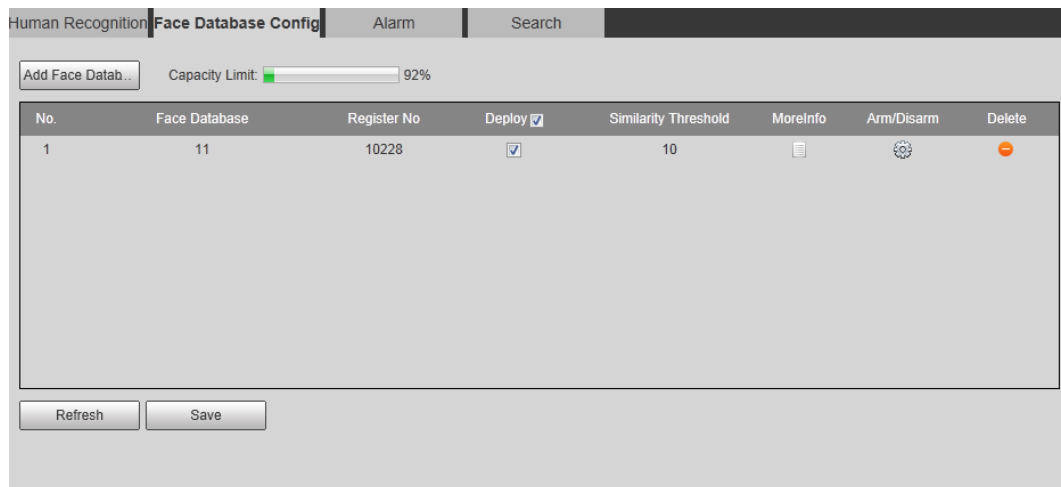 Human Recognition Face Database Config Alarm Search
Add Face Datab... Capacity Limit: 92%
No. Face Database Register No Deploy Similarity Threshold MoreInfo Arm/Disarm Delete
1 11 10228 10
Refresh Save